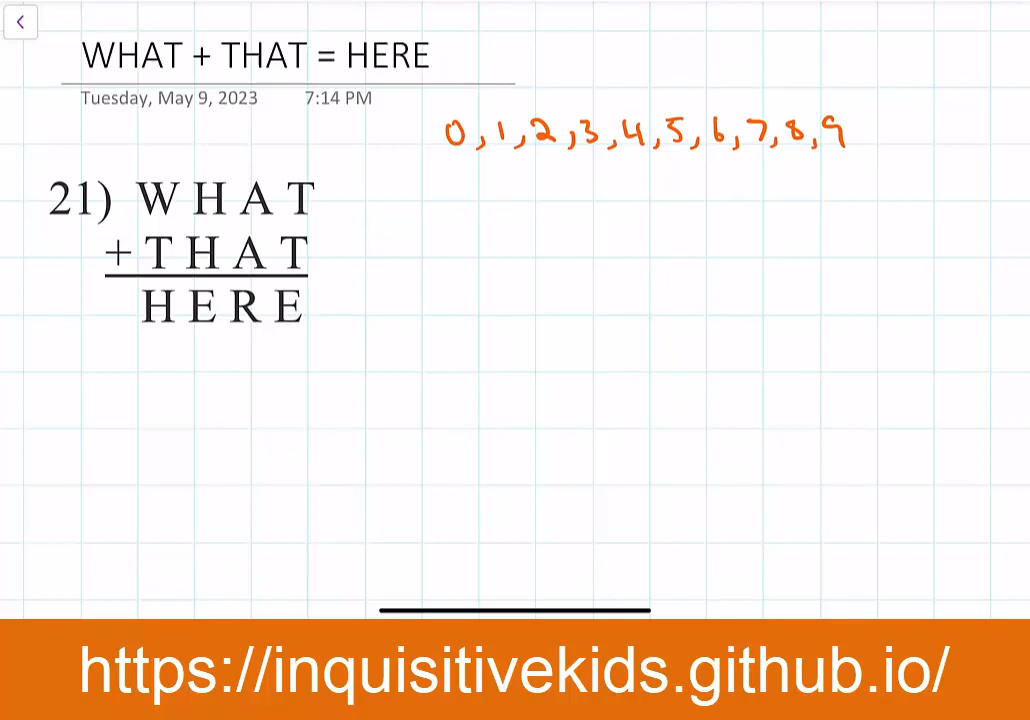 WHAT + THAT = HERE
Tuesday, May 9, 2023 7:14 PM
0, 1, 2, 3, 4, 5, 6, 7, 8, 9
21) W H A T
+ T H A T
H E R E
https://inquisitivekids.github.io/